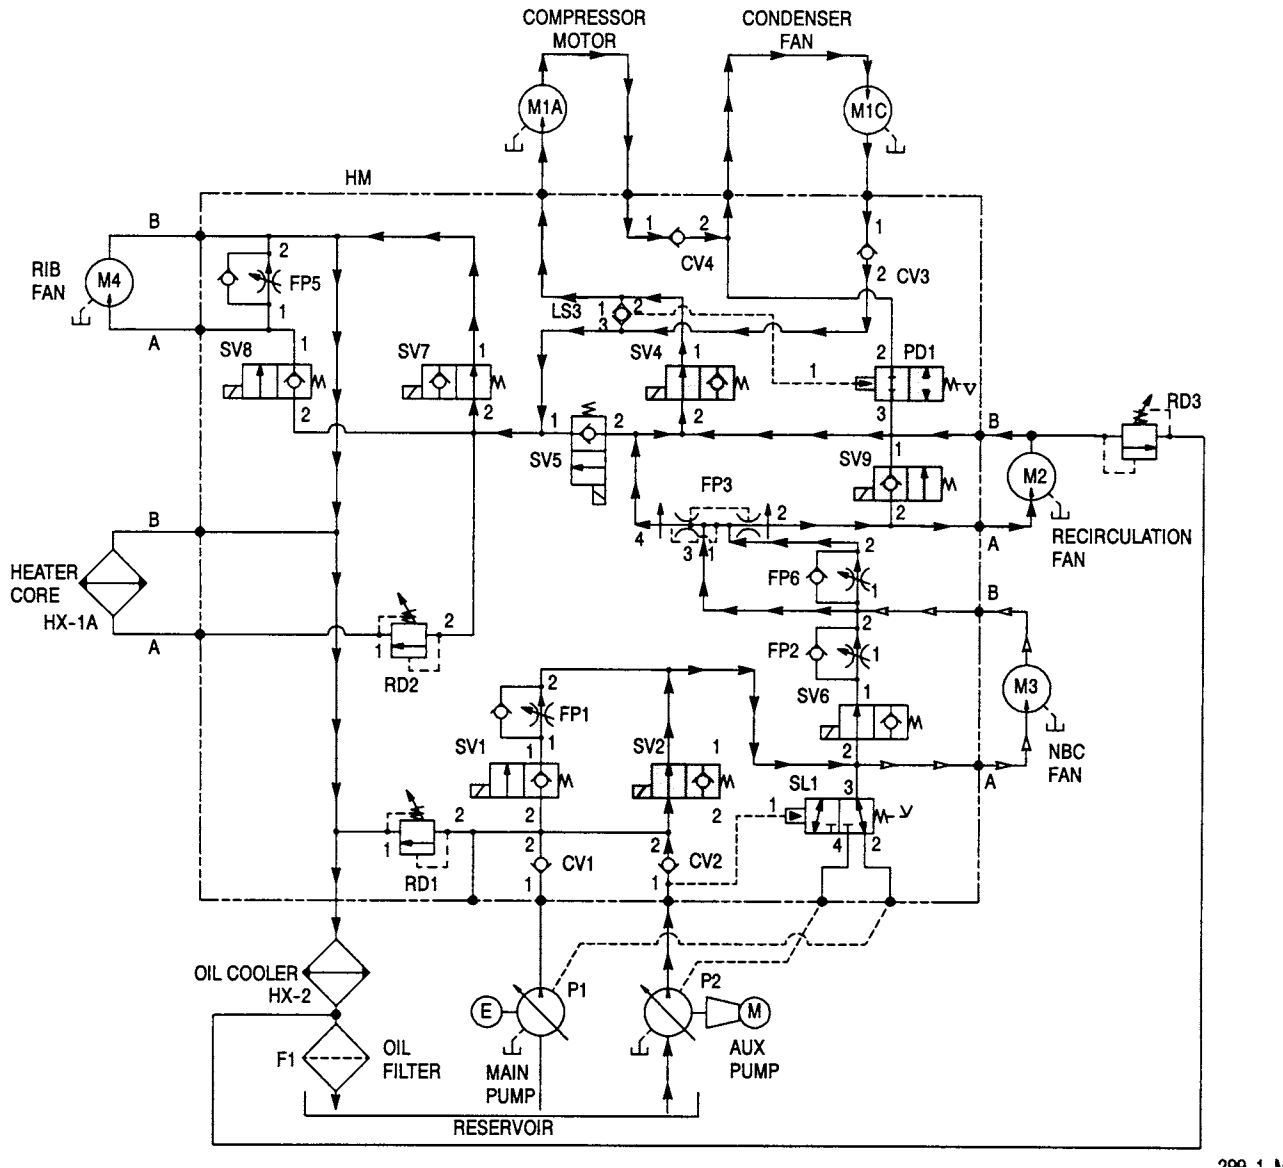 COMPRESSOR
MOTOR
CONDENSER
FAN
M1A
M1C
HM
B
1
2
1
RIB
FAN
M4
2
FP5
CV4
2
CV3
1
LS3
1
2
3
A
SV8
1
SV7
1
SV4
1
1
2
PD1
2
2
2
3
RD3
1
2
B
SV5
SV9
1
M2
FP3
2
4
3
1
2
A
RECIRCULATION
FAN
B
HEATER
CORE
HX-1A
A
1
2
RD2
2
FP6
1
B
2
FP2
1
M3
SV6
1
2
FP1
1
SV1
1
SV2
1
2
A
NBC
FAN
SL1
3
1
2
2
4
2
2
1
RD1
2
CV1
1
2
CV2
1
OIL COOLER
HX-2
P1
P2
E
M
F1
OIL
FILTER
MAIN
PUMP
AUX
PUMP
RESERVOIR